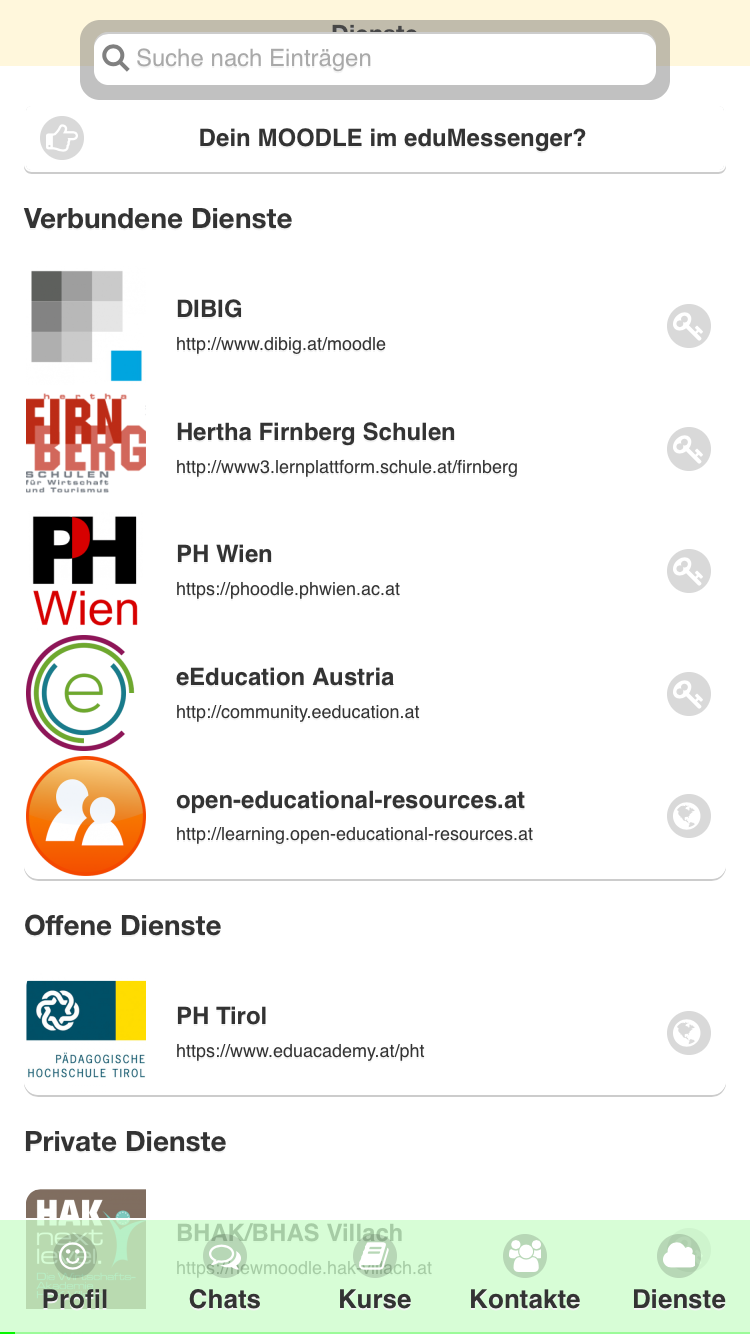 Dienste
Suche nach Einträgen
Dein MOODLE im eduMessenger?
Verbundene Dienste
DIBIG
http://www.dibig.at/moodle
hertha
FIRN
BERG
SCHULEN
für Wirtschaft
und Tourismus
Hertha Firnberg Schulen
http://www3.lernplattform.schule.at/firnberg
PH
Wien
PH Wien
https://phoodle.phwien.ac.at
e
eEducation Austria
http://community.eeducation.at
open-educational-resources.at
http://learning.open-educational-resources.at
Offene Dienste
PÄDAGOGISCHE
HOCHSCHULE TIROL
PH Tirol
https://www.eduacademy.at/pht
Private Dienste
HAK
next
level.
BHAK/BHAS Villach
https://newmoodle.hak-villach.at
Profil
Chats
Kurse
Kontakte
Dienste